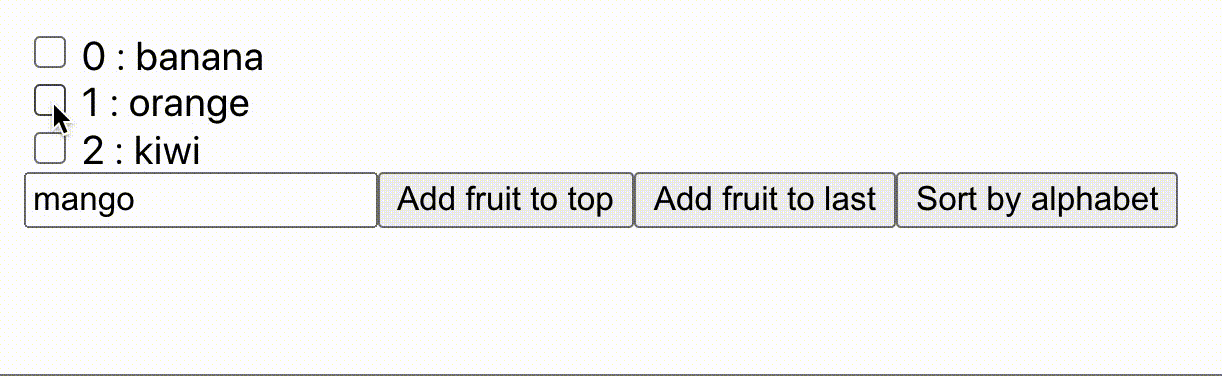 0 : banana
1 : orange
2 : kiwi
mango Add fruit to top Add fruit to last Sort by alphabet